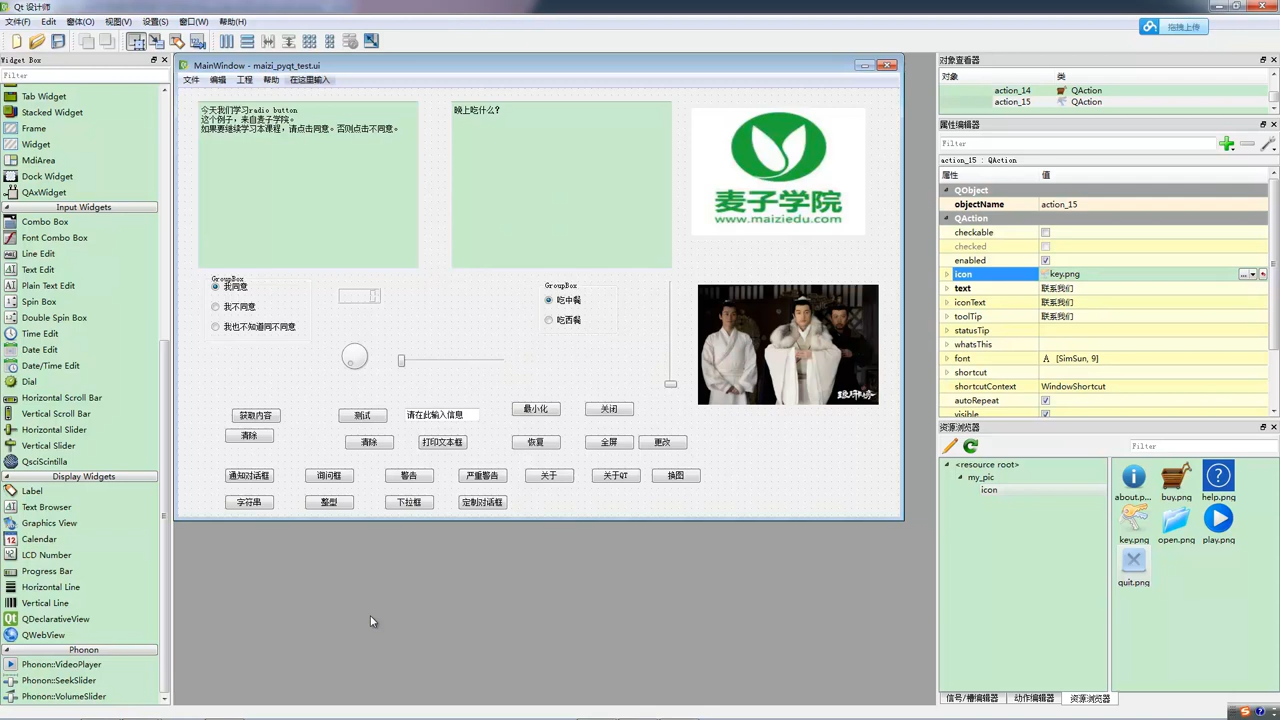 Qt 设计师
文件(F) Edit 窗体(O) 视图(V) 设置(S) 窗口(W) 帮助(H)
拖拽上传
Widget Box
Filter
Tab Widget
Stacked Widget
Frame
Widget
MdiArea
Dock Widget
QAxWidget
Input Widgets
Combo Box
Font Combo Box
Line Edit
Text Edit
Plain Text Edit
Spin Box
Double Spin Box
Time Edit
Date Edit
Date/Time Edit
Dial
Horizontal Scroll Bar
Vertical Scroll Bar
Horizontal Slider
Vertical Slider
QsciScintilla
Display Widgets
Label
Text Browser
Graphics View
Calendar
LCD Number
Progress Bar
Horizontal Line
Vertical Line
QDeclarativeView
QWebView
Phonon
Phonon::VideoPlayer
Phonon::SeekSlider
Phonon::VolumeSlider
MainWindow - maizi_pyqt_test.ui
文件 编辑 工程 帮助 在这里输入
今天我们学习radio button
这个例子，来自麦子学院。
如果要继续学习本课程，请点击同意。否则点击不同意。
晚上吃什么？
麦子学院
www.maiziedu.com
GroupBox
我同意
我不同意
我也不知道同不同意
GroupBox
吃中餐
吃西餐
琅琊榜
获取内容 测试 请在此输入信息 最小化 关闭
清除 清除 打印文本框 恢复 全屏 更改
通知对话框 询问框 警告 严重警告 关于 关于QT 换图
字符串 整型 下拉框 定制对话框
对象查看器
对象 类
action_14 QAction
action_15 QAction
属性编辑器
Filter
action_15 : QAction
属性 值
QObject
objectName action_15
QAction
checkable
checked
enabled
icon key.png
text 联系我们
iconText 联系我们
toolTip 联系我们
statusTip
whatsThis
font A [SimSun, 9]
shortcut
shortcutContext WindowShortcut
autoRepeat
visible
资源浏览器
Filter
<resource root>
my_pic
icon
about.p... buy.png help.png
key.png open.png play.png
quit.png
信号/槽编辑器 动作编辑器 资源浏览器